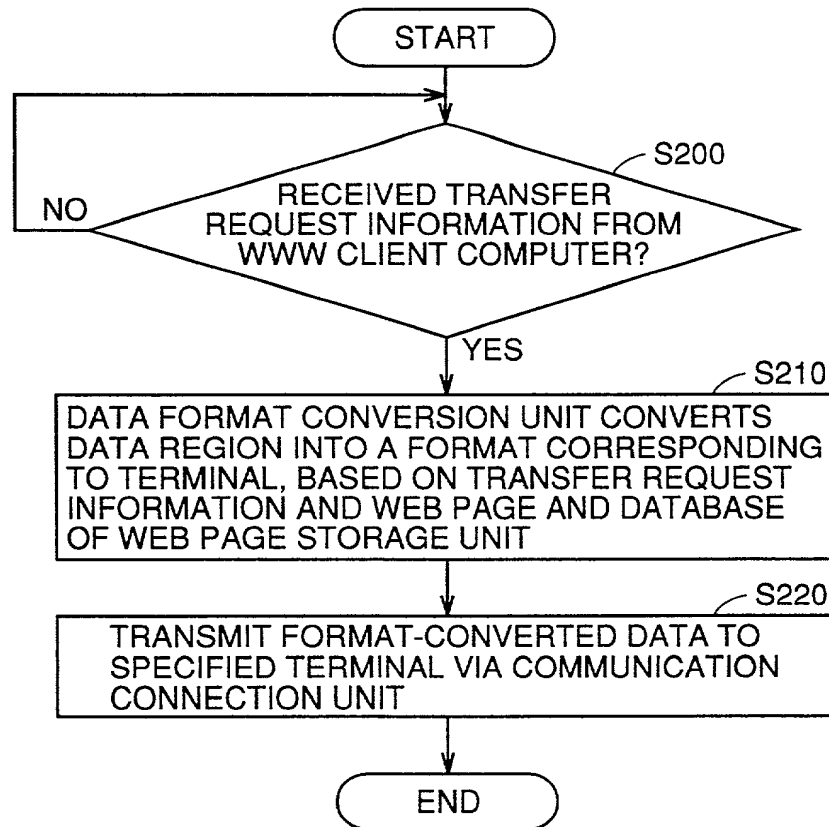 START
S200
RECEIVED TRANSFER
REQUEST INFORMATION FROM
WWW CLIENT COMPUTER?
NO
YES
S210
DATA FORMAT CONVERSION UNIT CONVERTS
DATA REGION INTO A FORMAT CORRESPONDING
TO TERMINAL, BASED ON TRANSFER REQUEST
INFORMATION AND WEB PAGE AND DATABASE
OF WEB PAGE STORAGE UNIT
S220
TRANSMIT FORMAT-CONVERTED DATA TO
SPECIFIED TERMINAL VIA COMMUNICATION
CONNECTION UNIT
END